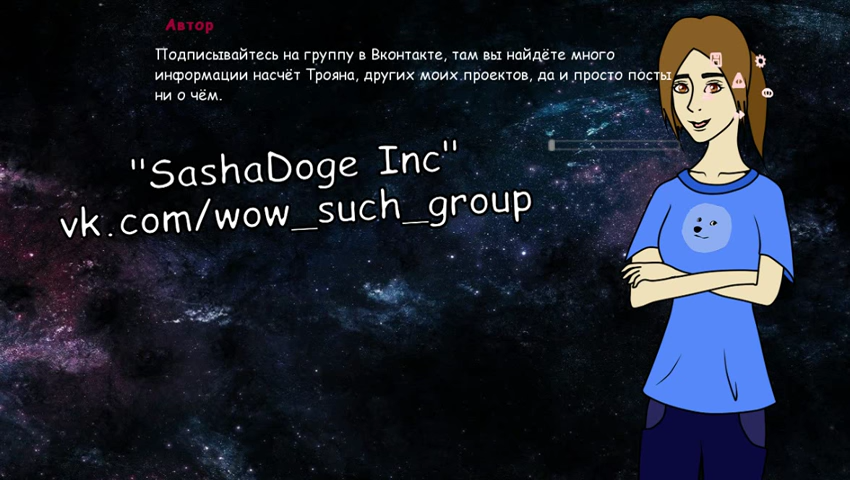 Автор
Подписывайтесь на группу в Вконтакте, там вы найдёте много
информации насчёт Трояна, других моих проектов, да и просто посты
ни о чём.
"SashaDoge Inc"
vk.com/wow_such_group